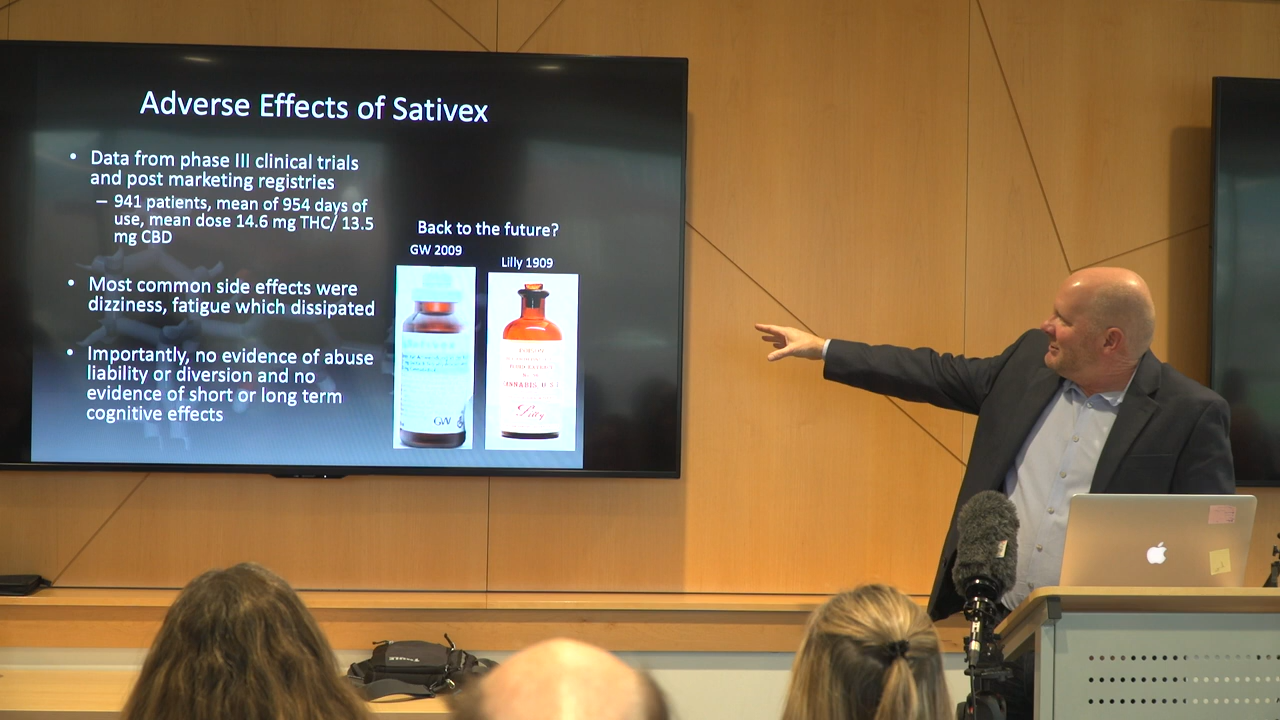 Adverse Effects of Sativex
• Data from phase III clinical trials
and post marketing registries
– 941 patients, mean of 954 days of
use, mean dose 14.6 mg THC/ 13.5
mg CBD
• Most common side effects were
dizziness, fatigue which dissipated
• Importantly, no evidence of abuse
liability or diversion and no
evidence of short or long term
cognitive effects
Back to the future?
GW 2009
Lilly 1909
GW
Lilly
THULE